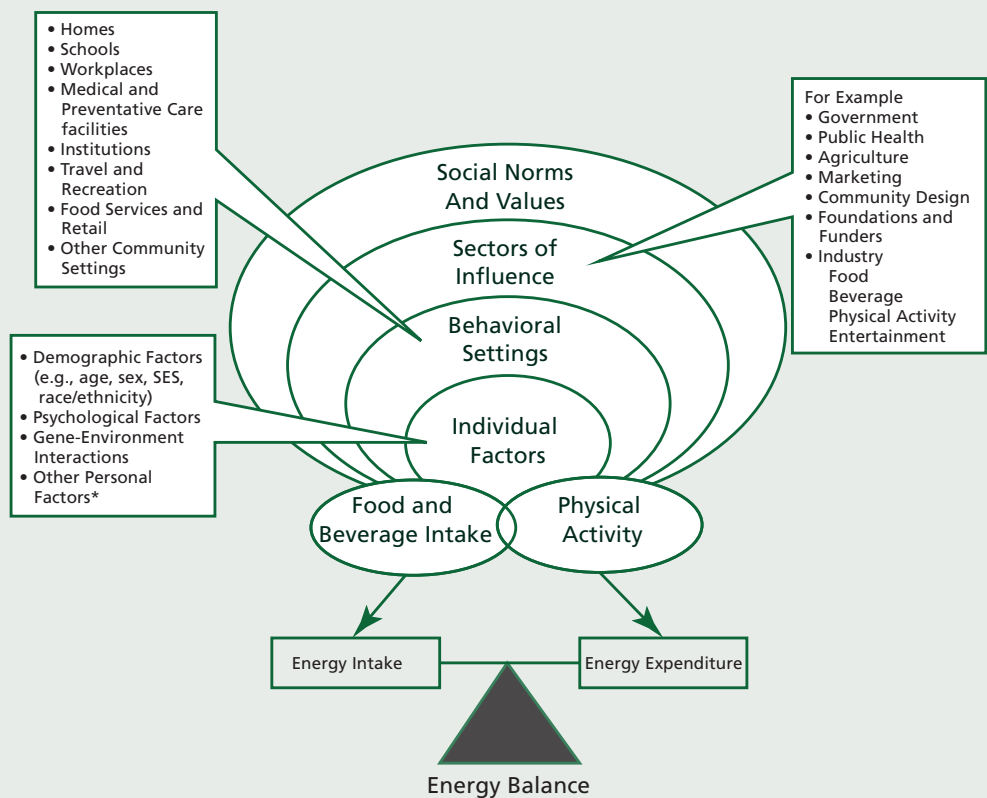 • Homes
• Schools
• Workplaces
• Medical and
Preventative Care
facilities
• Institutions
• Travel and
Recreation
• Food Services and
Retail
• Other Community
Settings
For Example
• Government
• Public Health
• Agriculture
• Marketing
• Community Design
• Foundations and
Funders
• Industry
Food
Beverage
Physical Activity
Entertainment
Social Norms
And Values
Sectors of
Influence
Behavioral
Settings
• Demographic Factors
(e.g., age, sex, SES,
race/ethnicity)
• Psychological Factors
• Gene-Environment
Interactions
• Other Personal
Factors*
Individual
Factors
Food and
Beverage Intake
Physical
Activity
Energy Intake
Energy Expenditure
Energy Balance